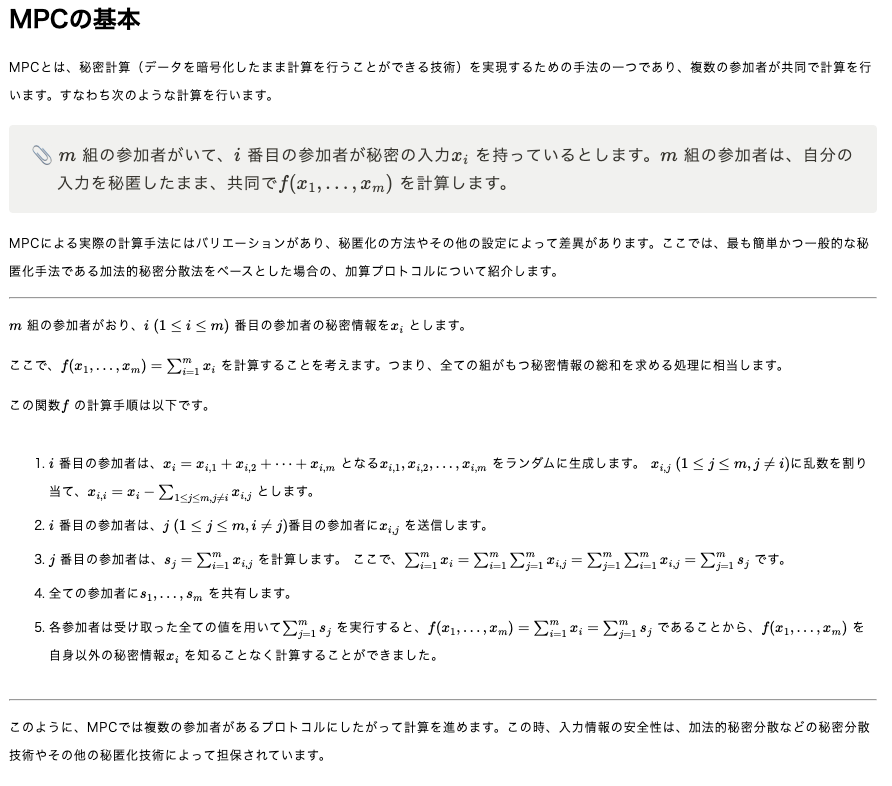 MPCの基本
MPCとは、秘密計算（データを暗号化したまま計算を行うことができる技術）を実現するための手法の一つであり、複数の参加者が共同で計算を行
います。すなわち次のような計算を行います。
📎 m 組の参加者がいて、i 番目の参加者が秘密の入力x_i を持っているとします。m 組の参加者は、自分の
入力を秘匿したまま、共同でf(x_1, . . . , x_m) を計算します。
MPCによる実際の計算手法にはバリエーションがあり、秘匿化の方法やその他の設定によって差異があります。ここでは、最も簡単かつ一般的な秘
匿化手法である加法的秘密分散法をベースとした場合の、加算プロトコルについて紹介します。
m 組の参加者がおり、i (1 ≤ i ≤ m) 番目の参加者の秘密情報をx_i とします。
ここで、f(x_1, . . . , x_m) = ∑_{i=1}^{m} x_i を計算することを考えます。つまり、全ての組がもつ秘密情報の総和を求める処理に相当します。
この関数f の計算手順は以下です。
1. i 番目の参加者は、x_i = x_{i,1} + x_{i,2} + ··· + x_{i,m} となるx_{i,1}, x_{i,2}, . . . , x_{i,m} をランダムに生成します。 x_{i,j} (1 ≤ j ≤ m, j ≠ i)に乱数を割り
当て、x_{i,i} = x_i − ∑_{1≤j≤m,j≠i} x_{i,j} とします。
2. i 番目の参加者は、j (1 ≤ j ≤ m, i ≠ j)番目の参加者にx_{i,j} を送信します。
3. j 番目の参加者は、s_j = ∑_{i=1}^{m} x_{i,j} を計算します。 ここで、∑_{i=1}^{m} x_i = ∑_{i=1}^{m} ∑_{j=1}^{m} x_{i,j} = ∑_{j=1}^{m} ∑_{i=1}^{m} x_{i,j} = ∑_{j=1}^{m} s_j です。
4. 全ての参加者にs_1, . . . , s_m を共有します。
5. 各参加者は受け取った全ての値を用いて∑_{j=1}^{m} s_j を実行すると、f(x_1, . . . , x_m) = ∑_{i=1}^{m} x_i = ∑_{j=1}^{m} s_j であることから、f(x_1, . . . , x_m) を
自身以外の秘密情報x_i を知ることなく計算することができました。
このように、MPCでは複数の参加者があるプロトコルにしたがって計算を進めます。この時、入力情報の安全性は、加法的秘密分散などの秘密分散
技術やその他の秘匿化技術によって担保されています。